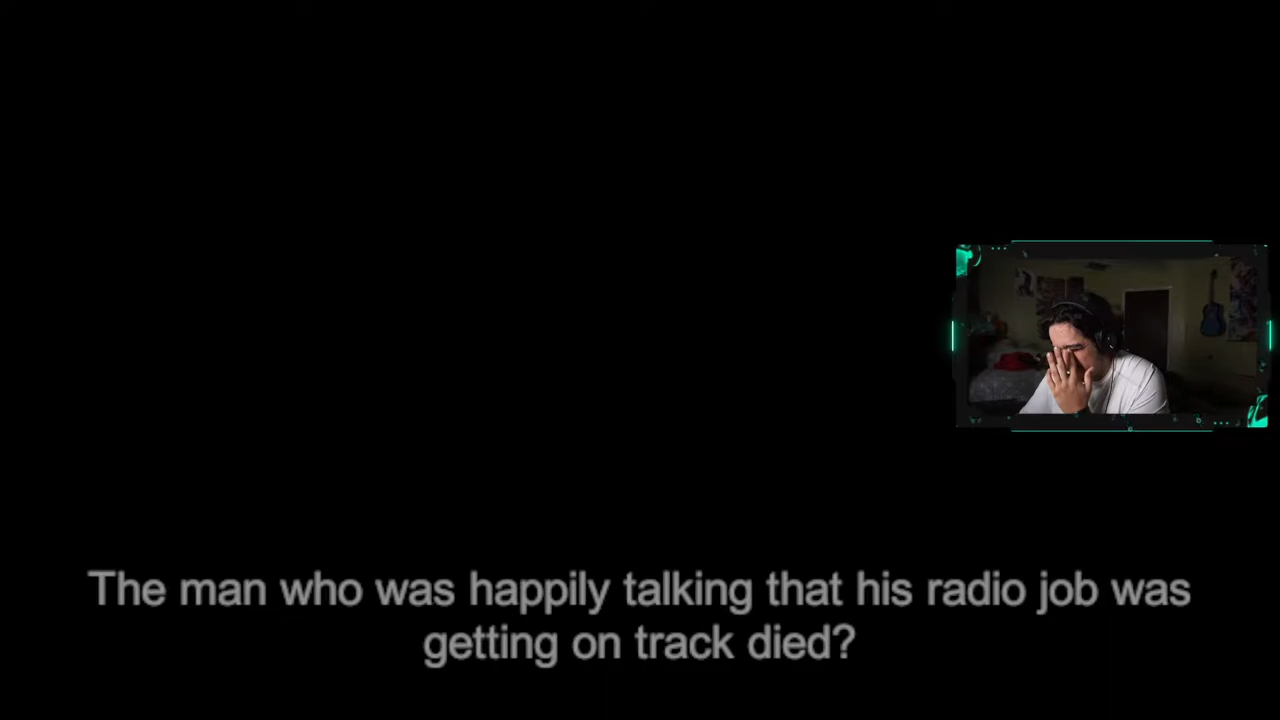 The man who was happily talking that his radio job was
getting on track died?